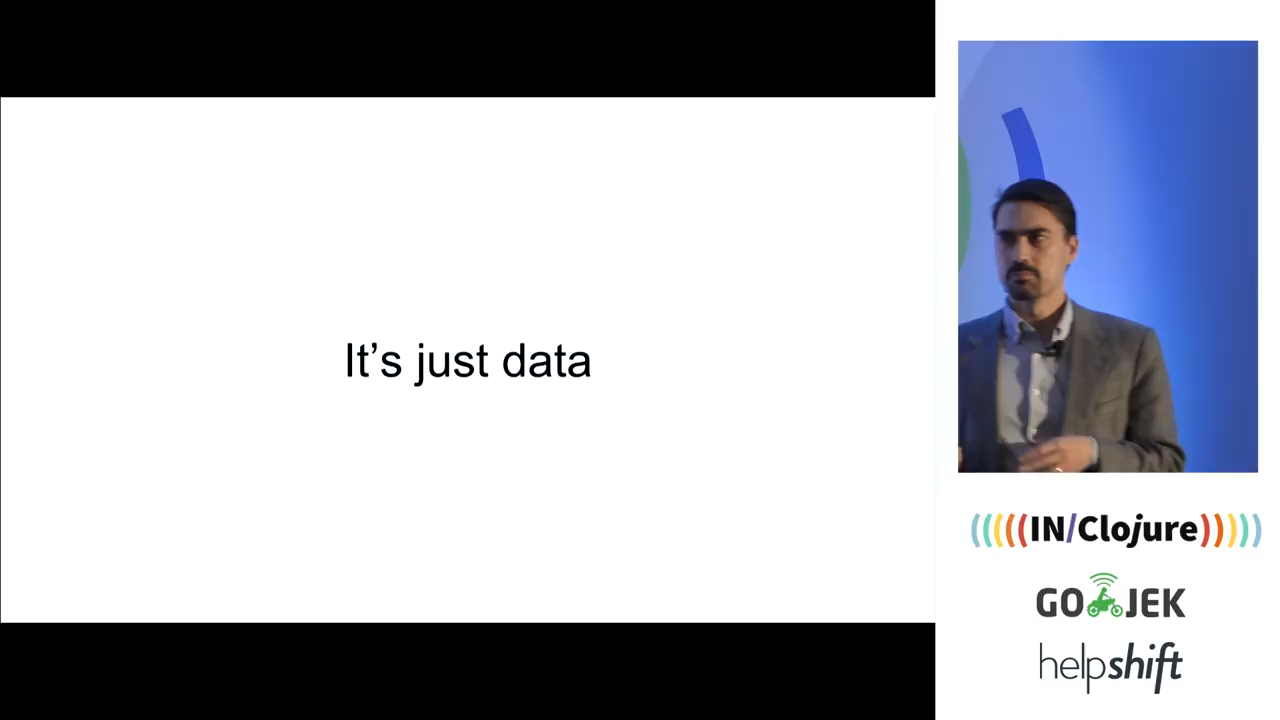 It’s just data
(((((IN/Clojure)))))
GO JEK
helpshift